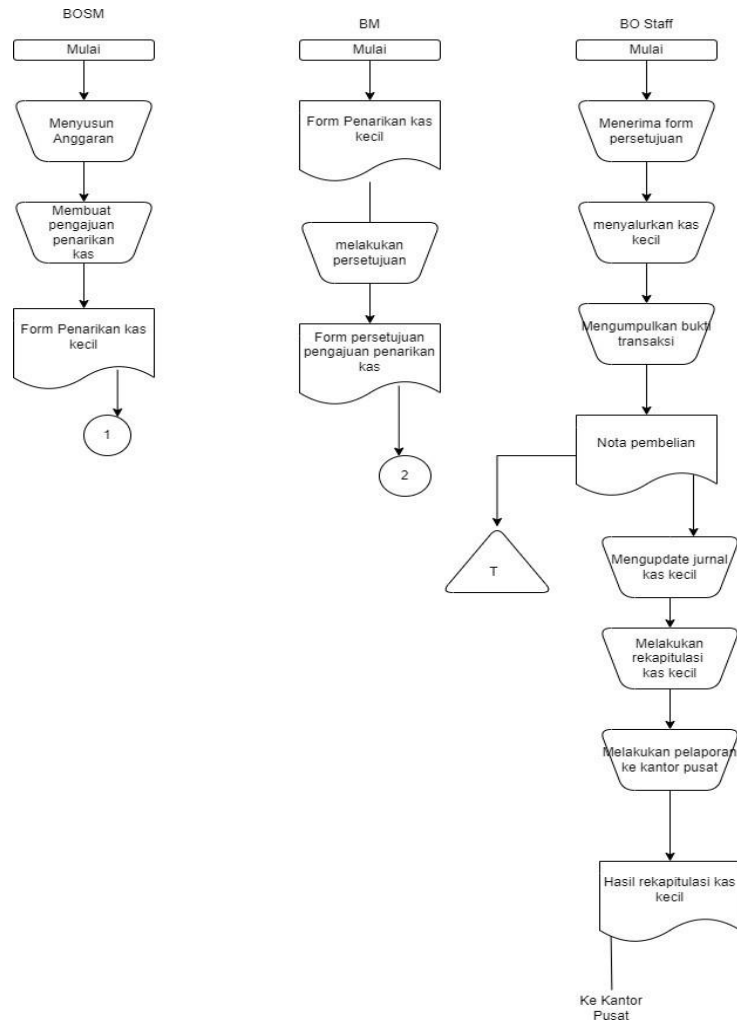 BOSM
Mulai
Menyusun
Anggaran
Membuat
pengajuan
penarikan
kas
Form Penarikan kas
kecil
1
BM
Mulai
Form Penarikan kas
kecil
melakukan
persetujuan
Form persetujuan
pengajuan penarikan
kas
2
BO Staff
Mulai
Menerima form
persetujuan
menyalurkan kas
kecil
Mengumpulkan bukti
transaksi
Nota pembelian
T
Mengupdate jurnal
kas kecil
Melakukan
rekapitulasi
kas kecil
Melakukan pelaporan
ke kantor pusat
Hasil rekapitulasi kas
kecil
Ke Kantor
Pusat